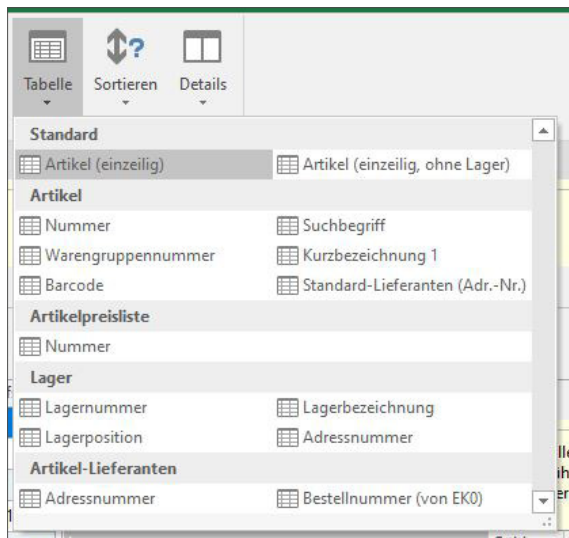 Tabelle Sortieren Details
Standard
Artikel (einzeilig) Artikel (einzeilig, ohne Lager)
Artikel
Nummer Suchbegriff
Warengruppennummer Kurzbezeichnung 1
Barcode Standard-Lieferanten (Adr.-Nr.)
Artikelpreisliste
Nummer
Lager
Lagernummer Lagerbezeichnung
Lagerposition Adressnummer
Artikel-Lieferanten
Adressnummer Bestellnummer (von EK0)